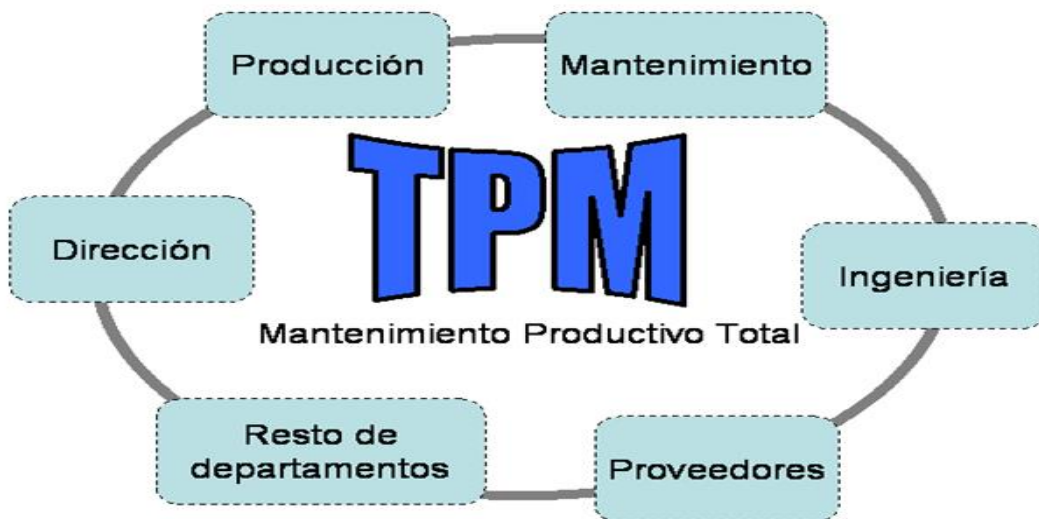 Producción
Mantenimiento
TPM
Dirección
Ingeniería
Mantenimiento Productivo Total
Resto de
departamentos
Proveedores